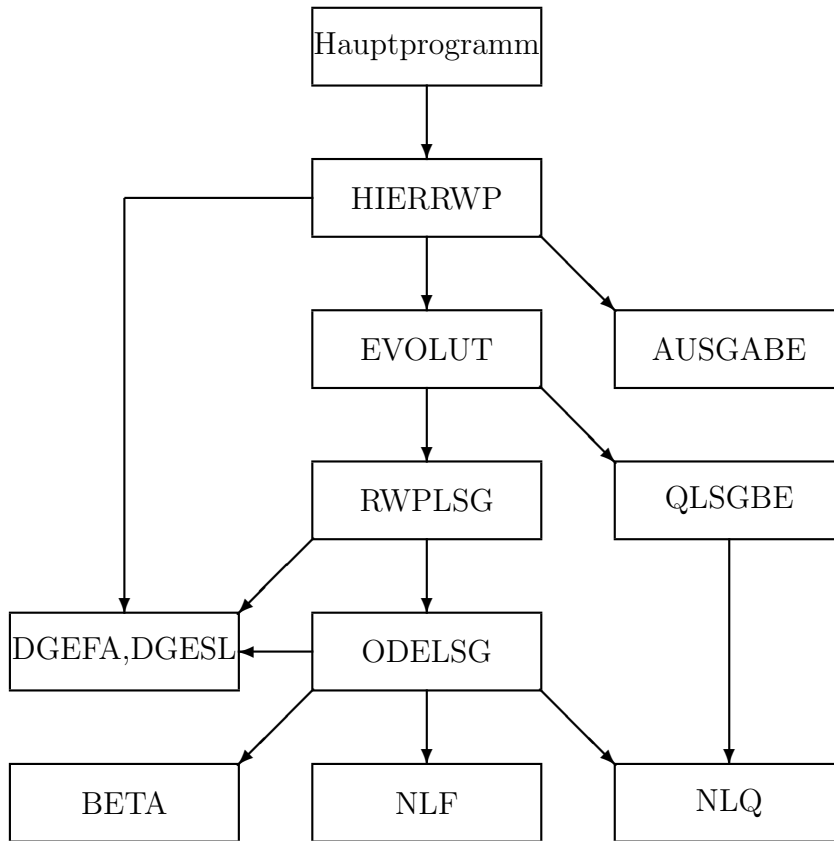 Hauptprogramm
HIERRWP
EVOLUT
AUSGABE
RWPLSG
QLSGBE
DGEFA,DGESL
ODELSG
BETA
NLF
NLQ